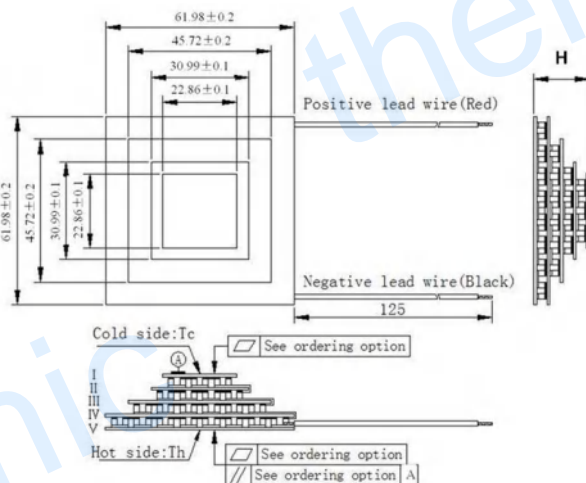 61.98±0.2
45.72±0.2
30.99±0.1
22.86±0.1
H
Positive lead wire(Red)
61.98±0.2
45.72±0.2
30.99±0.1
22.86±0.1
Negative lead wire(Black)
125
Cold side:Tc
See ordering option
A
I
II
III
IV
V
Hot side:Th
See ordering option
// See ordering option A
the
nic